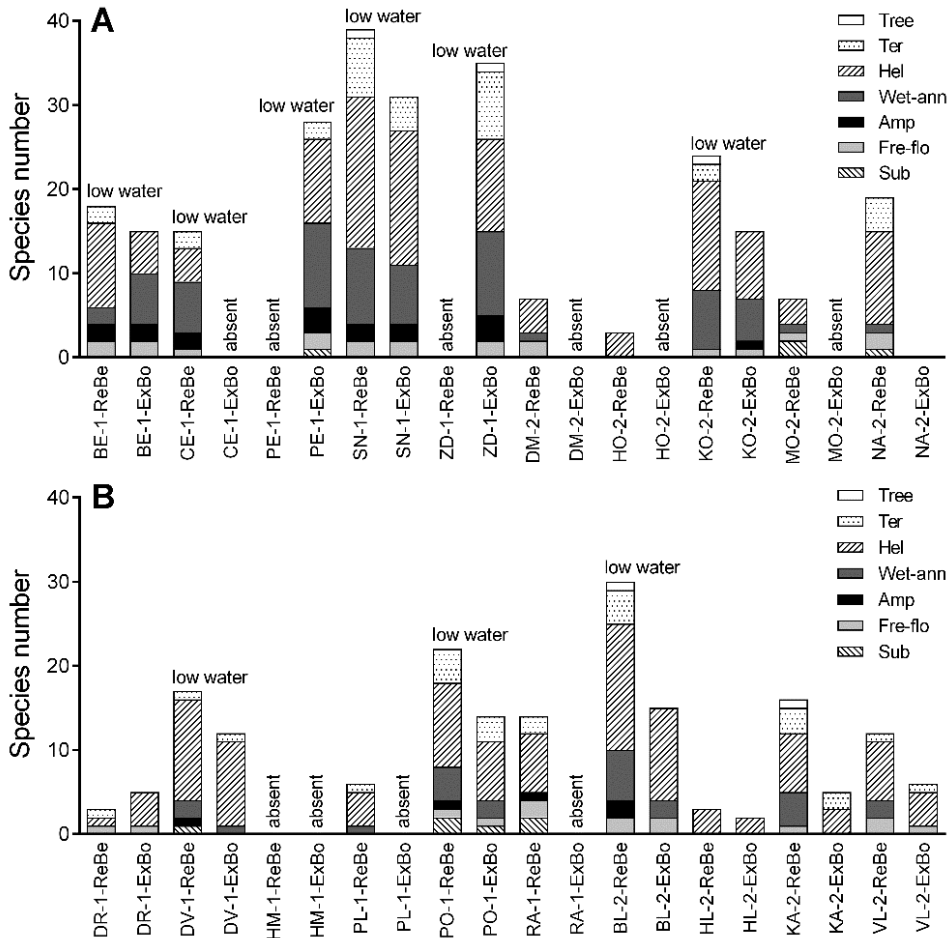 A
Species number
40
30
20
10
0
low water
low water
low water
low water
low water
low water
absent
absent
absent
absent
absent
absent
Tree
Ter
Hel
Wet-ann
Amp
Fre-flo
Sub
BE-1-ReBe
BE-1-ExBo
CE-1-ReBe
CE-1-ExBo
PE-1-ReBe
PE-1-ExBo
SN-1-ReBe
SN-1-ExBo
ZD-1-ReBe
ZD-1-ExBo
DM-2-ReBe
DM-2-ExBo
HO-2-ReBe
HO-2-ExBo
KO-2-ReBe
KO-2-ExBo
MO-2-ReBe
MO-2-ExBo
NA-2-ReBe
NA-2-ExBo
B
Species number
40
30
20
10
0
low water
low water
low water
absent
absent
absent
absent
Tree
Ter
Hel
Wet-ann
Amp
Fre-flo
Sub
DR-1-ReBe
DR-1-ExBo
DV-1-ReBe
DV-1-ExBo
HM-1-ReBe
HM-1-ExBo
PL-1-ReBe
PL-1-ExBo
PO-1-ReBe
PO-1-ExBo
RA-1-ReBe
RA-1-ExBo
BL-2-ReBe
BL-2-ExBo
HL-2-ReBe
HL-2-ExBo
KA-2-ReBe
KA-2-ExBo
VL-2-ReBe
VL-2-ExBo